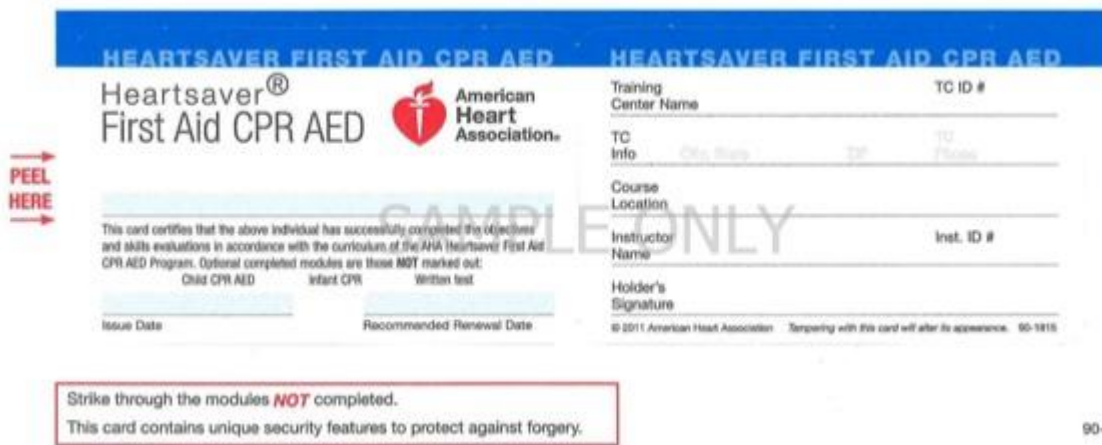 HEARTSAVER FIRST AID CPR AED
Heartsaver®
First Aid CPR AED
American
Heart
Association®
PEEL
HERE
This card certifies that the above individual has successfully completed the objectives
and skills evaluations in accordance with the curriculum of the AHA Heartsaver First Aid
CPR AED Program. Optional completed modules are those NOT marked out:
Child CPR AED Infant CPR Written test
Issue Date Recommended Renewal Date
HEARTSAVER FIRST AID CPR AED
Training TC ID #
Center Name
TC
Info City, State ZIP TC Phone
Course
Location
SAMPLE ONLY
Instructor Inst. ID #
Name
Holder's
Signature
© 2011 American Heart Association Tampering with this card will alter its appearance. 90-1815
Strike through the modules NOT completed.
This card contains unique security features to protect against forgery.
90-